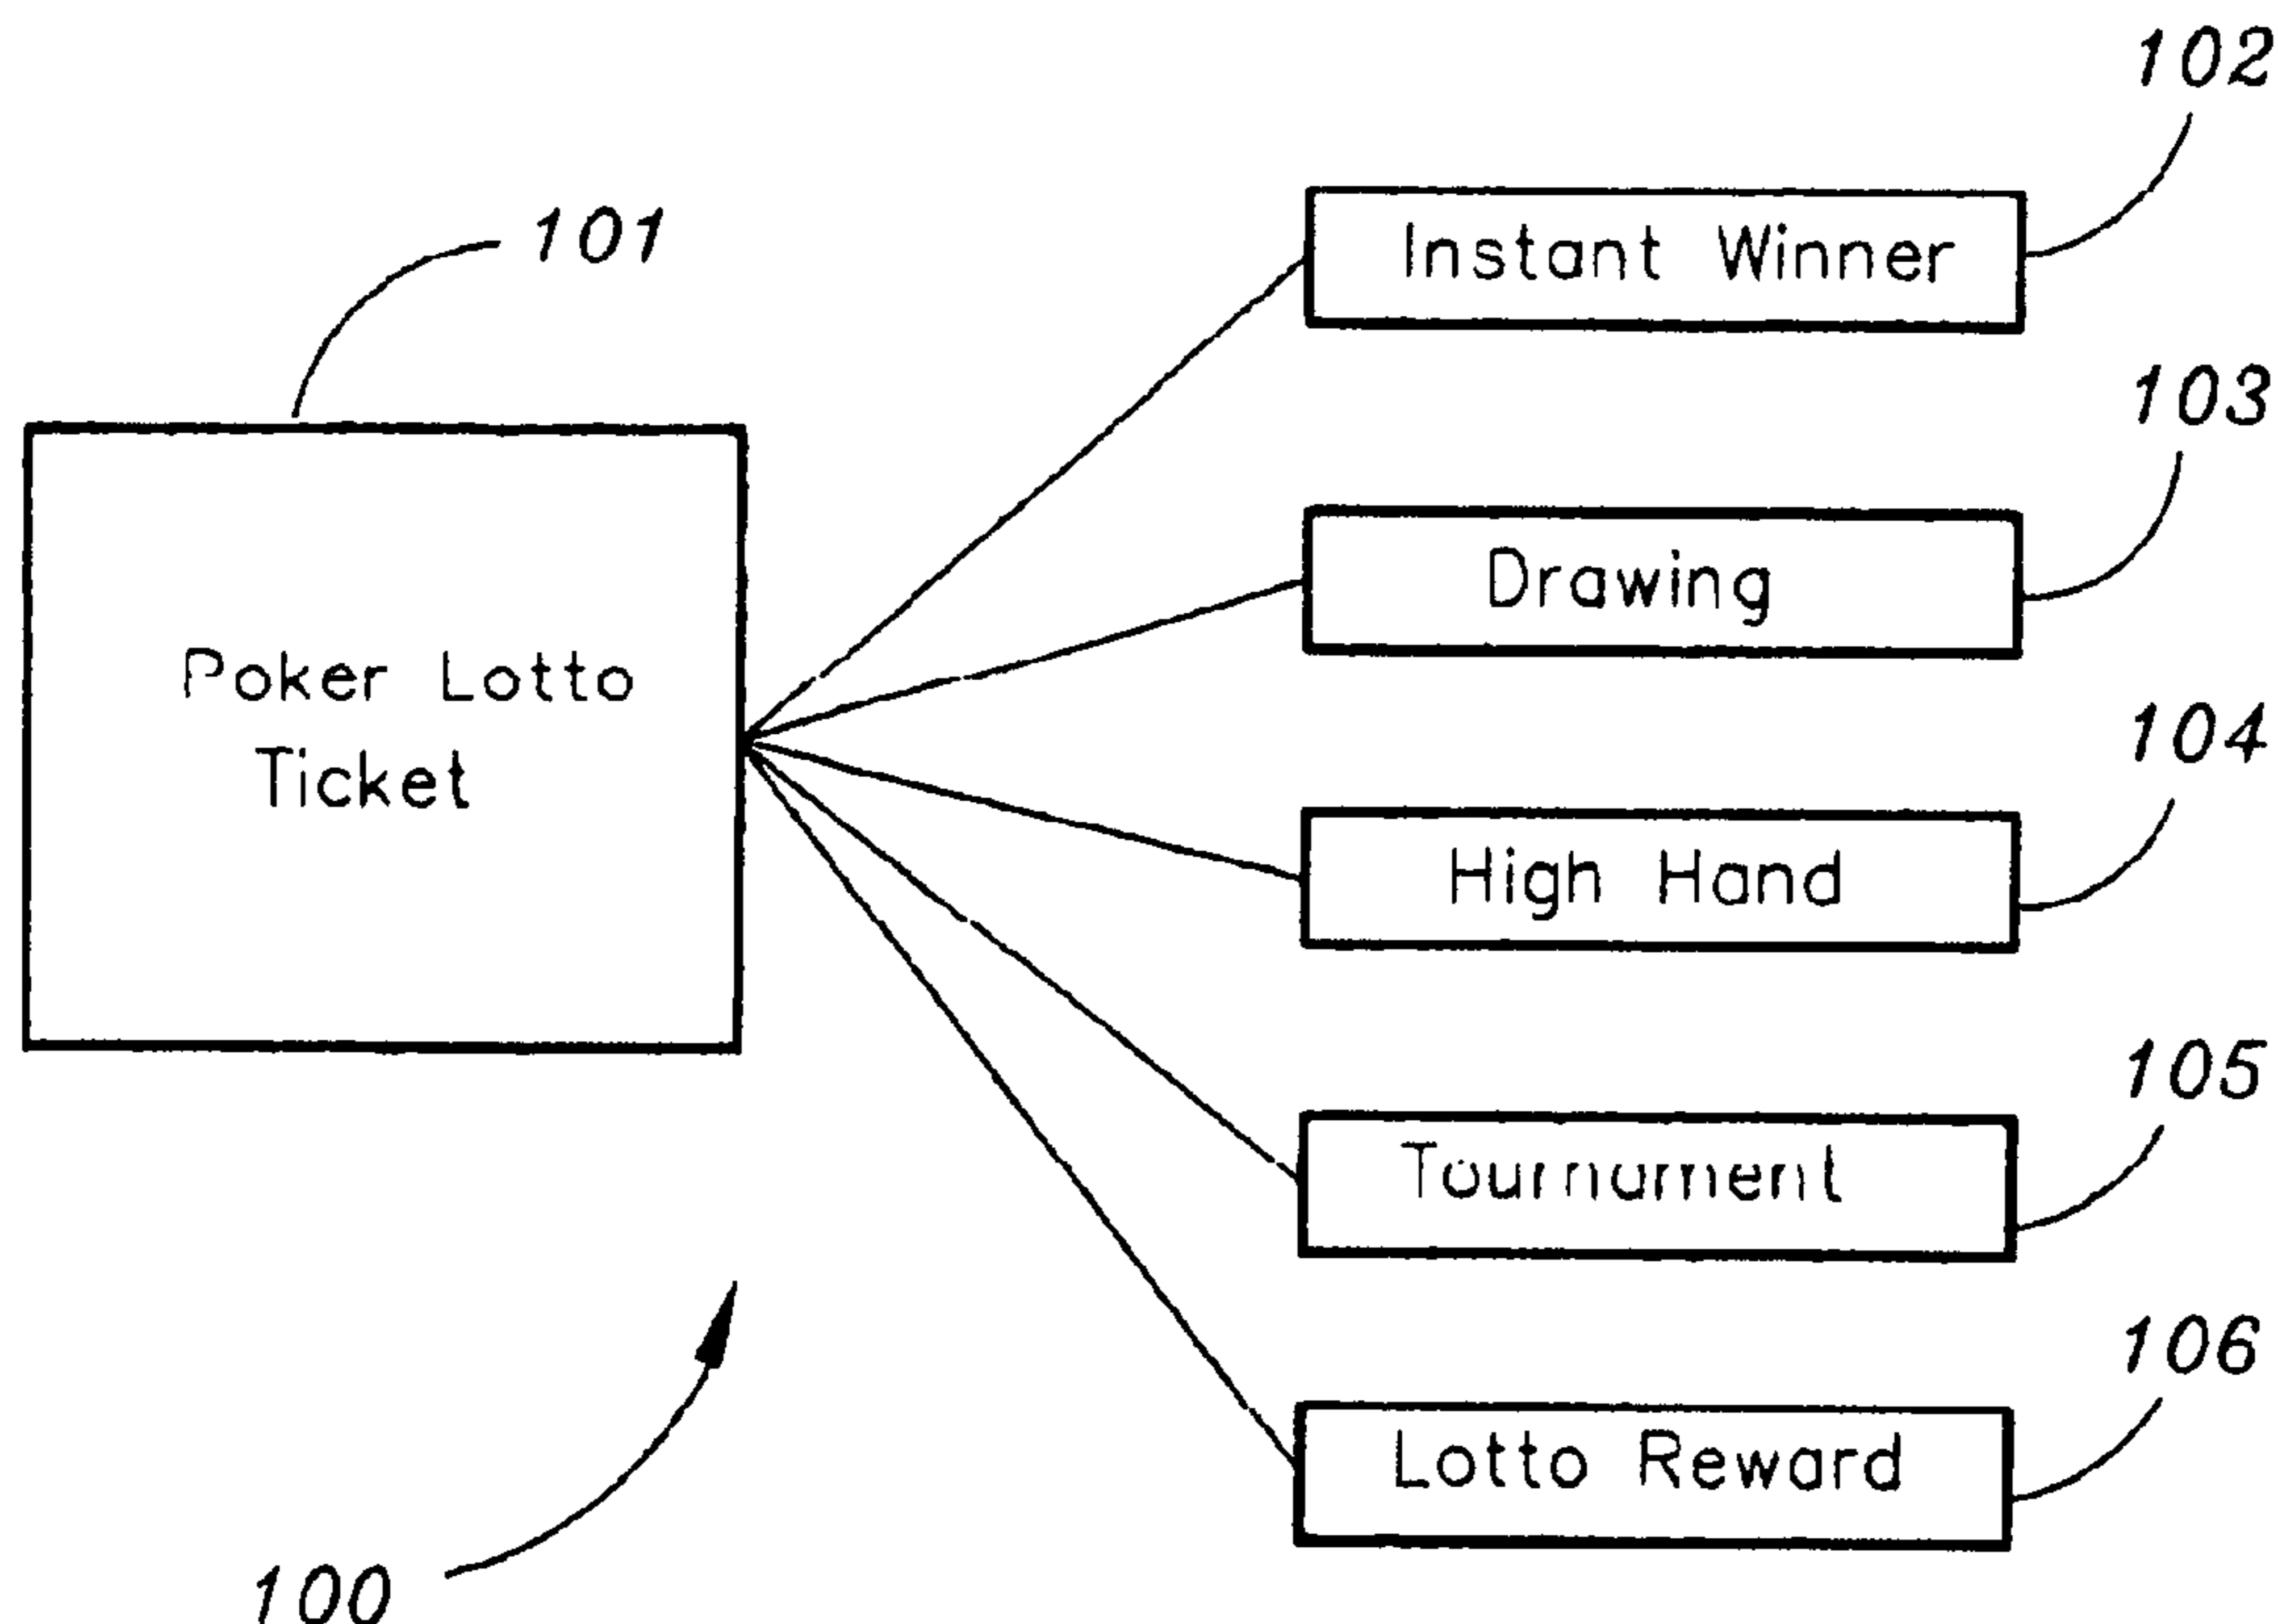 102
101
Instant Winner
103
Drawing
Poker Lotto
Ticket
104
High Hand
105
Tournament
106
Lotto Reward
100